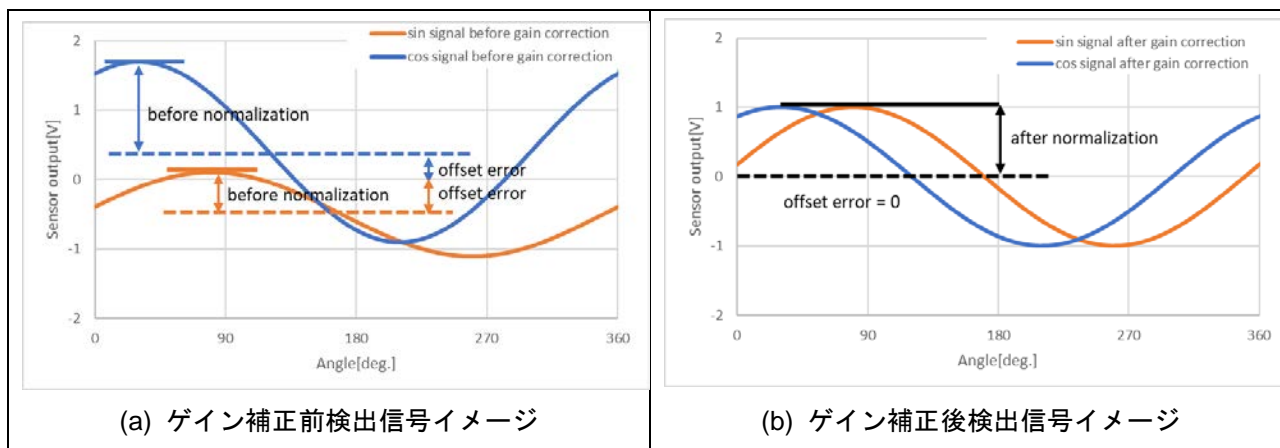 sin signal before gain correction
cos signal before gain correction
2
1
0
-1
-2
Sensor output[V]
before normalization
offset error
offset error
before normalization
0
90
180
270
360
Angle[deg.]
(a) ゲイン補正前検出信号イメージ
sin signal after gain correction
cos signal after gain correction
2
1
0
-1
-2
Sensor output[V]
after normalization
offset error = 0
0
90
180
270
360
Angle[deg.]
(b) ゲイン補正後検出信号イメージ